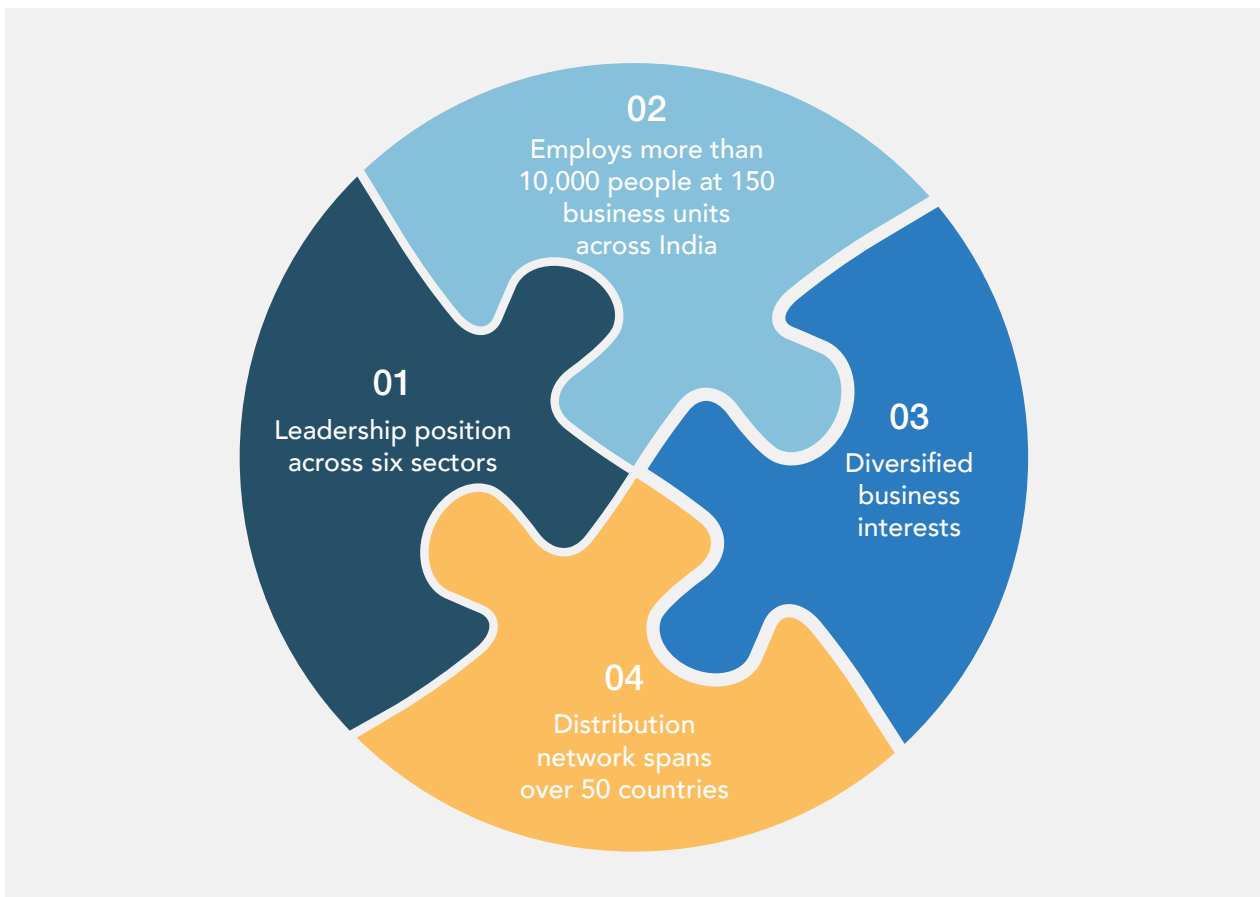 01
Leadership position
across six sectors
02
Employs more than
10,000 people at 150
business units
across India
03
Diversified
business
interests
04
Distribution
network spans
over 50 countries